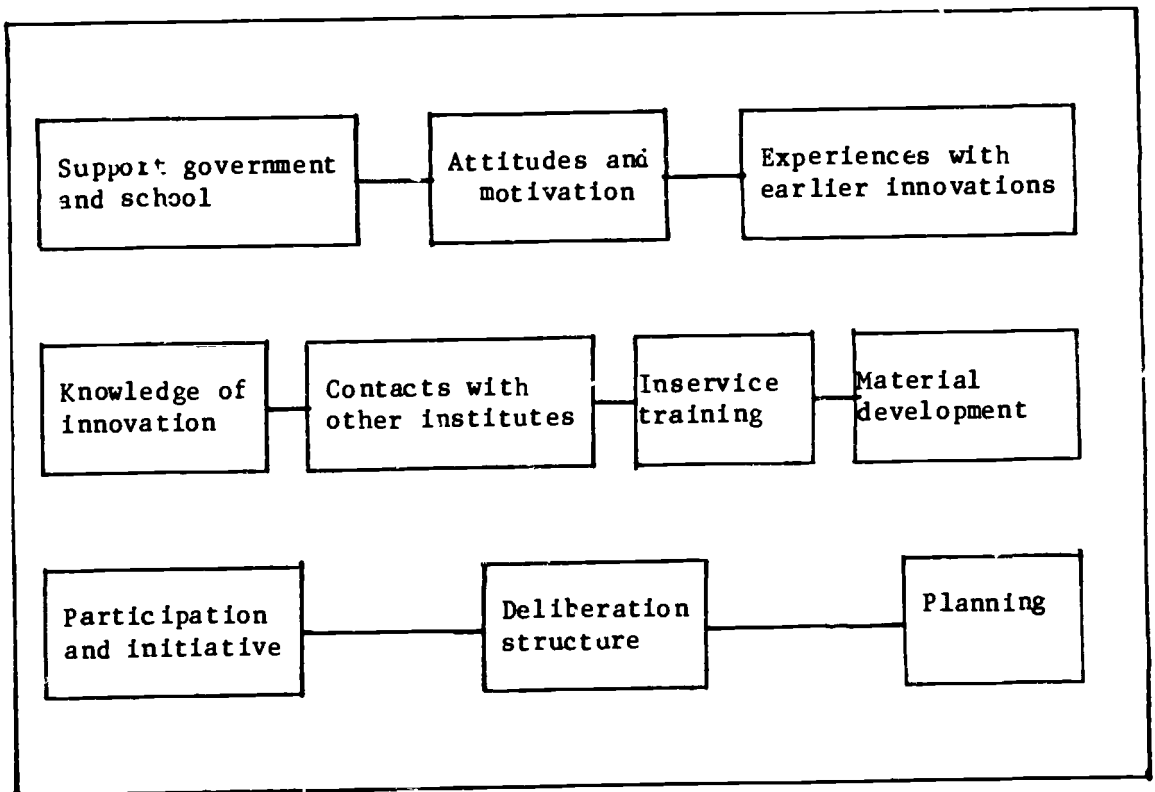 Support government
and school
Attitudes and
motivation
Experiences with
earlier innovations
Knowledge of
innovation
Contacts with
other institutes
Inservice
training
Material
development
Participation
and initiative
Deliberation
structure
Planning